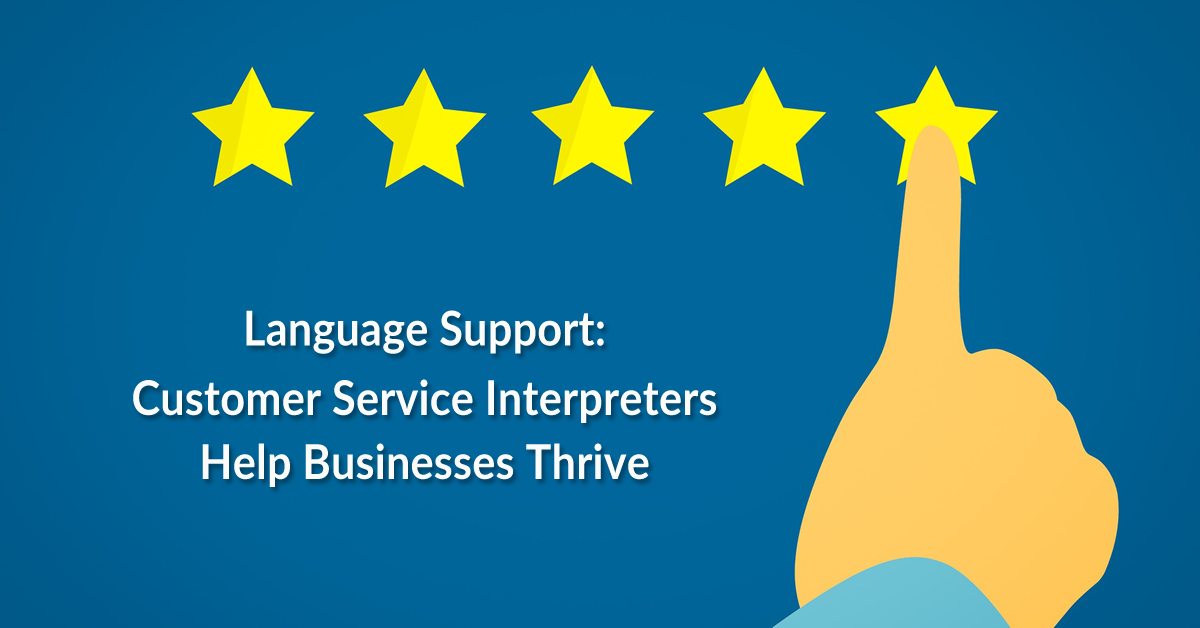 Language Support:
Customer Service Interpreters
Help Businesses Thrive